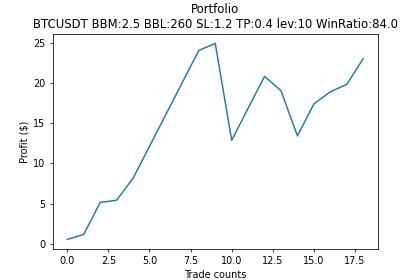 Portfolio
BTCUSDT BBM:2.5 BBL:260 SL:1.2 TP:0.4 lev:10 WinRatio:84.0
25
20
15
10
5
0
Profit ($)
0.0 2.5 5.0 7.5 10.0 12.5 15.0 17.5
Trade counts